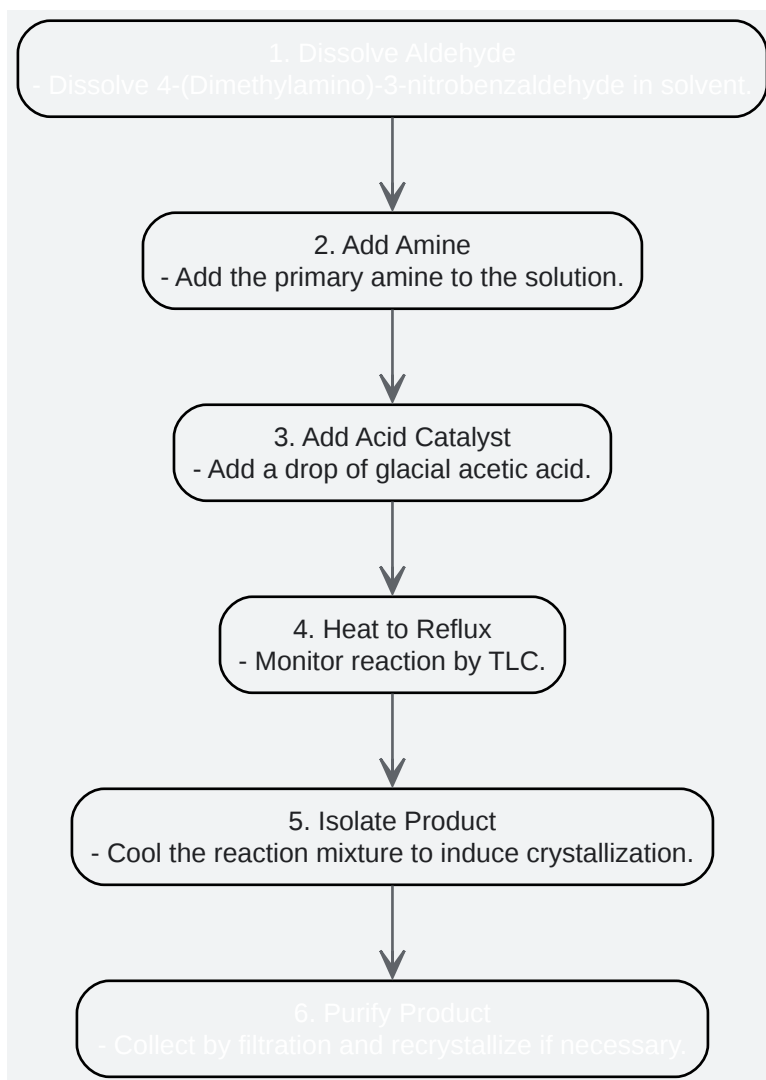 1. Dissolve Aldehyde
- Dissolve 4-(Dimethylamino)-3-nitrobenzaldehyde in solvent.
2. Add Amine
- Add the primary amine to the solution.
3. Add Acid Catalyst
- Add a drop of glacial acetic acid.
4. Heat to Reflux
- Monitor reaction by TLC.
5. Isolate Product
- Cool the reaction mixture to induce crystallization.
6. Purify Product
- Collect by filtration and recrystallize if necessary.